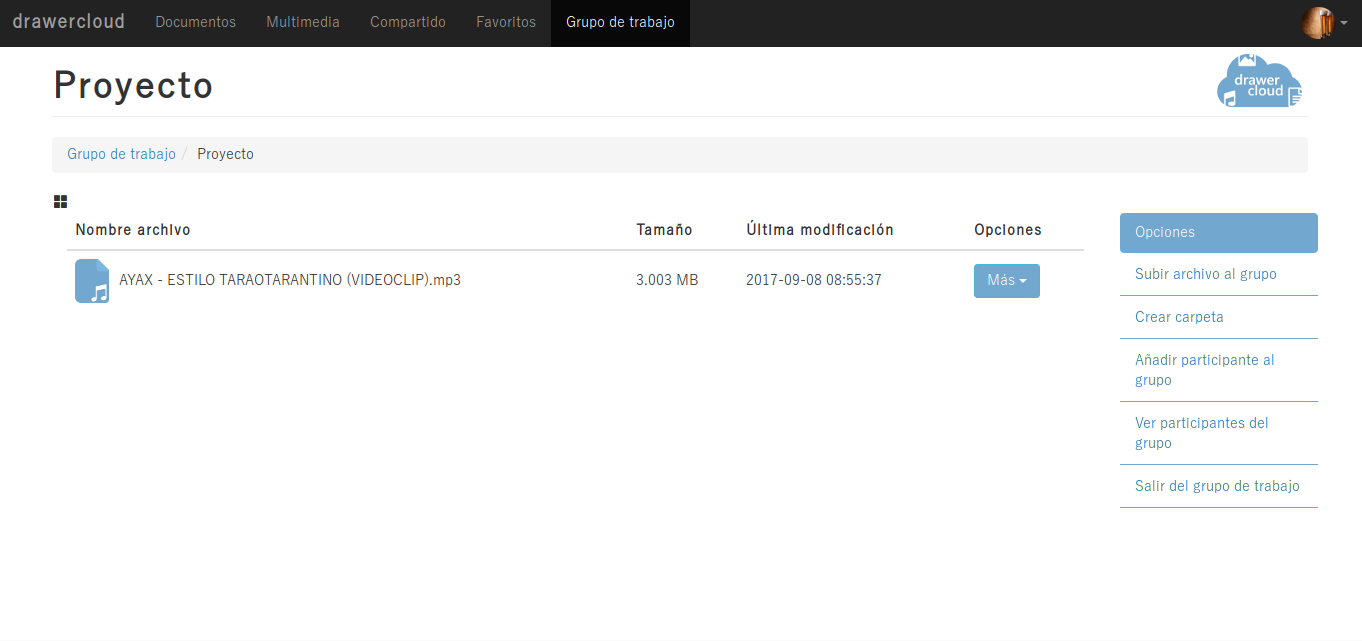 drawercloud Documentos Multimedia Compartido Favoritos Grupo de trabajo
Proyecto
drawer
cloud
Grupo de trabajo / Proyecto
Nombre archivo Tamaño Última modificación Opciones
AYAX - ESTILO TARAOTARANTINO (VIDEOCLIP).mp3 3.003 MB 2017-09-08 08:55:37 Más
Opciones
Subir archivo al grupo
Crear carpeta
Añadir participante al
grupo
Ver participantes del
grupo
Salir del grupo de trabajo